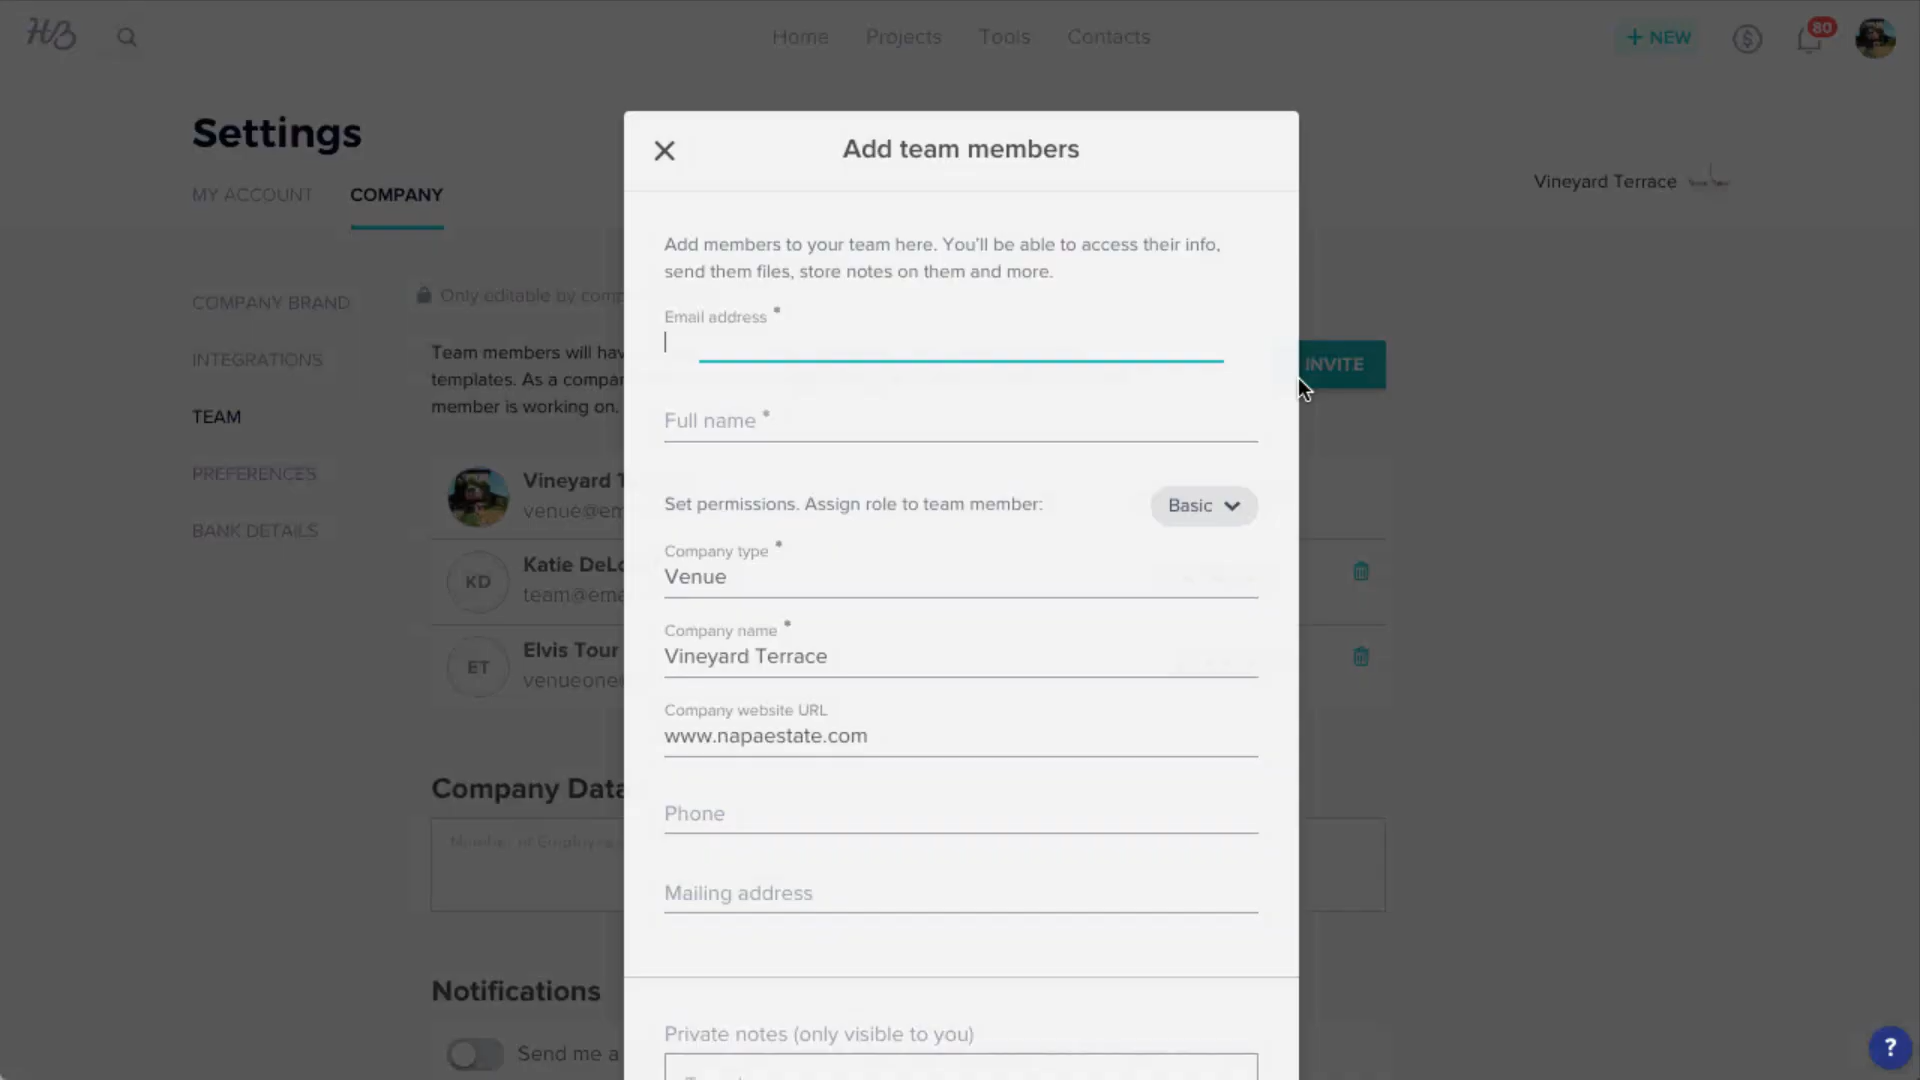 HB
Home Projects Tools Contacts
+ NEW
80
Settings
MY ACCOUNT COMPANY
Vineyard Terrace
COMPANY BRAND
INTEGRATIONS
TEAM
PREFERENCES
BANK DETAILS
Only editable by comp
Team members will hav
templates. As a compar
member is working on.
INVITE
Vineyard T
venue@em
KD
Katie DeLo
team@ema
ET
Elvis Tour
venueone
Company Data
Number of Employe
Notifications
Send me a
Add team members
Add members to your team here. You'll be able to access their info,
send them files, store notes on them and more.
Email address *
Full name *
Set permissions. Assign role to team member:
Basic
Company type *
Venue
Company name *
Vineyard Terrace
Company website URL
www.napaestate.com
Phone
Mailing address
Private notes (only visible to you)
?